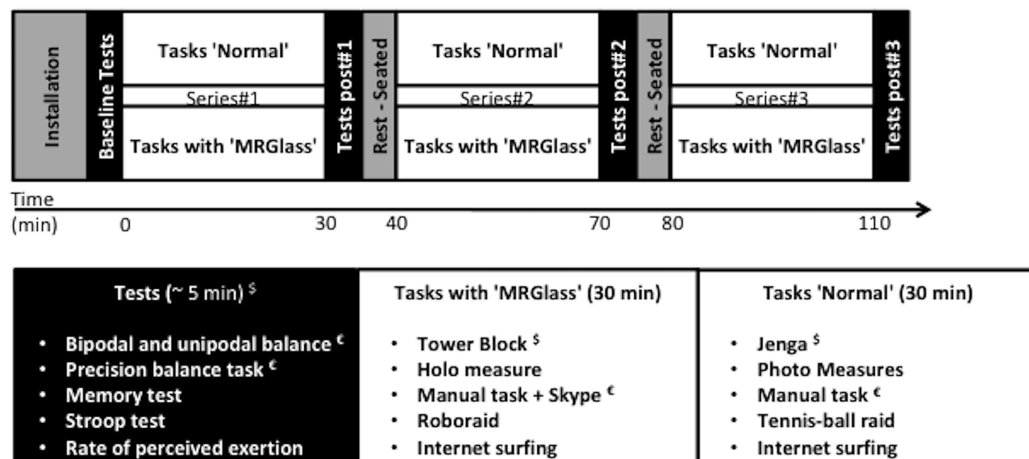 Installation
Baseline Tests
Tasks 'Normal'
Series#1
Tasks with 'MRGlass'
Tests post#1
Rest - Seated
Tasks 'Normal'
Series#2
Tasks with 'MRGlass'
Tests post#2
Rest - Seated
Tasks 'Normal'
Series#3
Tasks with 'MRGlass'
Tests post#3
Time
(min) 0 30 40 70 80 110
Tests (~ 5 min) $
• Bipodal and unipodal balance €
• Precision balance task €
• Memory test
• Stroop test
• Rate of perceived exertion
Tasks with 'MRGlass' (30 min)
• Tower Block $
• Holo measure
• Manual task + Skype €
• Roboraid
• Internet surfing
Tasks 'Normal' (30 min)
• Jenga $
• Photo Measures
• Manual task €
• Tennis-ball raid
• Internet surfing